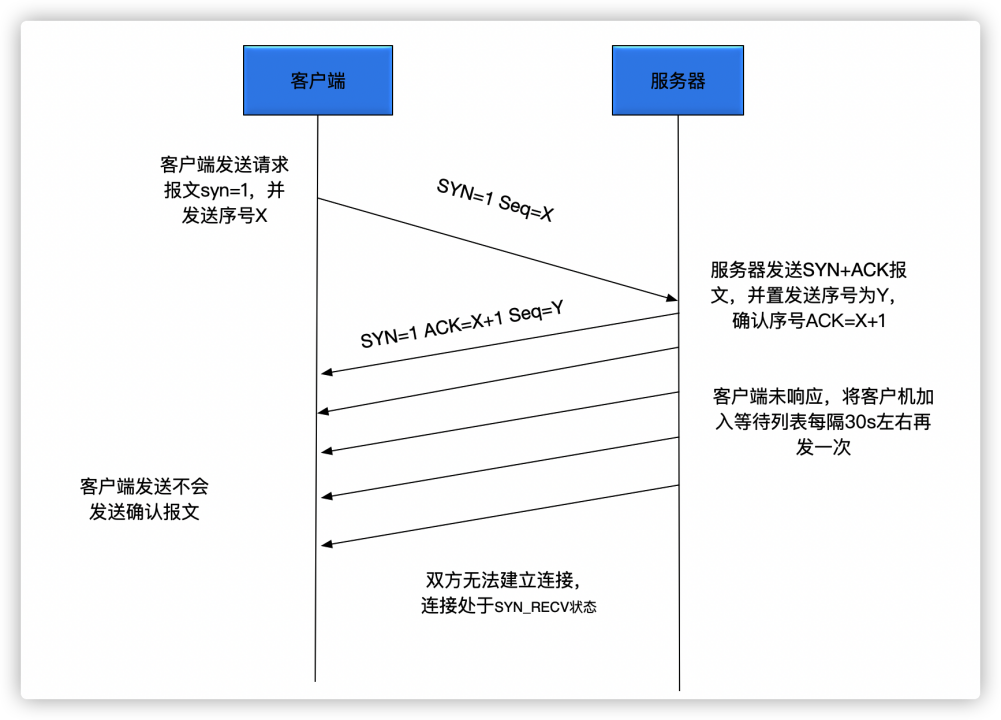 客户端
服务器
客户端发送请求
报文syn=1，并
发送序号X
SYN=1 Seq=X
服务器发送SYN+ACK报
文，并置发送序号为Y，
确认序号ACK=X+1
SYN=1 ACK=X+1 Seq=Y
客户端未响应，将客户机加
入等待列表每隔30s左右再
发一次
客户端发送不会
发送确认报文
双方无法建立连接，
连接处于SYN_RECV状态